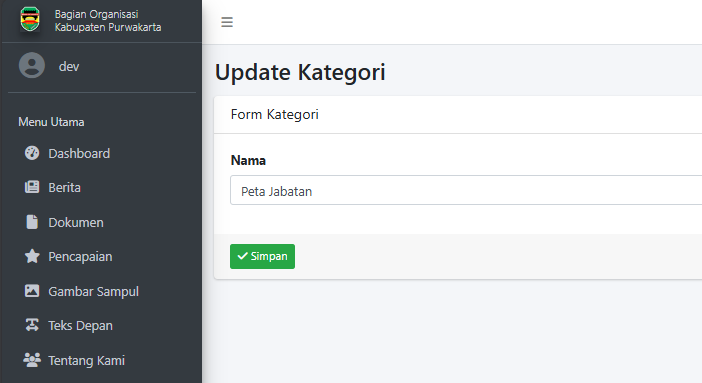 Bagian Organisasi
Kabupaten Purwakarta
dev
Menu Utama
Dashboard
Berita
Dokumen
Pencapaian
Gambar Sampul
Teks Depan
Tentang Kami
Update Kategori
Form Kategori
Nama
Peta Jabatan
Simpan